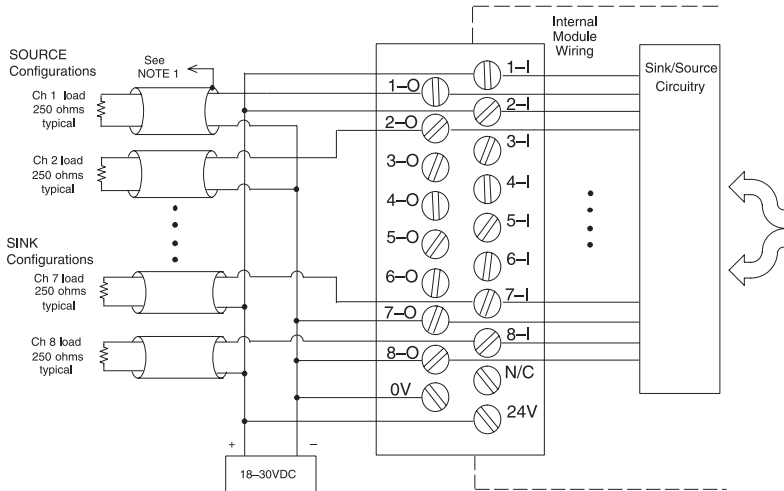 SOURCE
Configurations
See
NOTE 1
Ch 1 load
250 ohms
typical
Ch 2 load
250 ohms
typical
SINK
Configurations
Ch 7 load
250 ohms
typical
Ch 8 load
250 ohms
typical
+
–
18–30VDC
Internal
Module
Wiring
1–I
1–O
2–I
2–O
3–I
3–O
4–I
4–O
5–I
5–O
6–I
6–O
7–I
7–O
8–I
8–O
N/C
0V
24V
Sink/Source
Circuitry